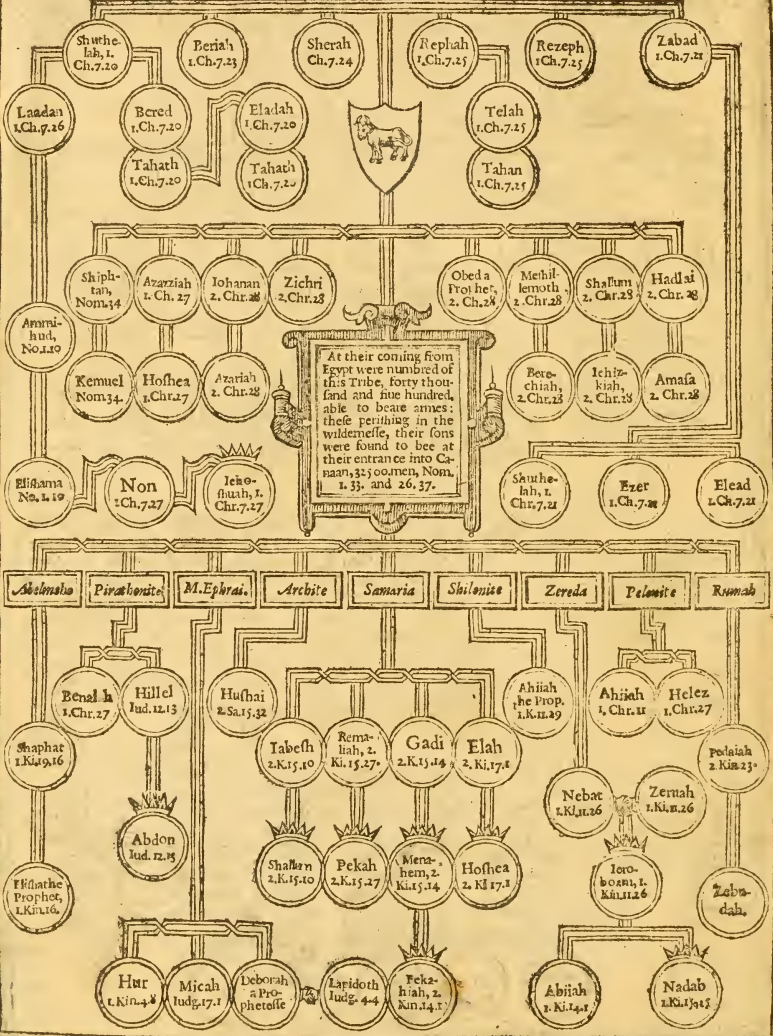 Shuthe-
lah, 1.
Ch.7.20
Beriah
1.Ch.7.23
Sherah
Ch.7.24
Rephah
1.Ch.7.25
Rezeph
1Ch.7.25
Zabad
1.Ch.7.21
Laadan
1.Ch.7.26
Bered
1.Ch.7.20
Eladah
1.Ch.7.20
Telah
1.Ch.7.25
Tahath
1.Ch.7.20
Tahath
1Ch.7.20
Tahan
1.Ch.7.25
Shiph-
tan,
Nom.34
Azazziah
1. Ch. 27
Iohanan
2. Chr.28
Zichri
2.Chr.28
Obed a
Prophet,
2. Ch.28
Meshil-
lemoth
2.Chr.28
Shallum
2. Chr.28
Hadlai
2. Chr. 28
Ammi-
hud,
No.1.10
Kemuel
Nom.34.
Hoſhea
1.Chr.27
Azariah
2. Chr.28
At their coming from
Egypt were numbred of
this Tribe, forty thou-
ſand and fiue hundred,
able to beare armes:
theſe periſhing in the
wilderneſſe, their ſons
were found to bee at
their entrance into Ca-
naan, 32500.men, Nom.
1. 33. and 26. 37.
Bere-
chiah,
2.Chr.28
Iehiz-
kiah,
2.Chr.28
Amaſa
2. Chr.28
Eliſhama
No. 1. 10
Non
1Ch.7.27
Ieho-
ſhuah, 1.
Chr.7.27
Shuthe-
lah, 1.
Chr.7.21
Ezer
1.Ch.7.21
Elead
1.Ch.7.21
Pirathonite
M.Ephrai.
Archite
Samaria
Shilonite
Zereda
Pelonite
Rumah
1.Chr.27
Hillel
Iud.12.13
Huſhai
2.Sa.15.32
Ahiiah
the Prop.
1.K.11.29
Ahiiah
1. Chr.11
Helez
1.Chr.27
Shaphat
1.Ki.19.16
Iabeſh
2.K.15.10
Rema-
liah, 2.
Ki.15.27.
Gadi
2.K.15.14
Elah
2. Ki.17.1
Pedaiah
2 Kin.23.
Nebat
1.Ki.11.26
Zeruah
1.Ki.11.26
Abdon
Iud. 12.15
Shallum
2.K.15.10
Pekah
2.K.15.27
Mena-
hem, 2.
Ki.15.14
Hoſhea
2. KI 17.1
Eliſha the
Prophet,
1.Kin.16.
Iero-
boam, 1.
Kin.11.26
Zebu-
dah.
Hur
1.Kin.4.8
Micah
Iudg.17.1
Deborah
a Pro-
pheteſſe
Lapidoth
Iudg. 4.4
Pekah-
hiah, 2.
Kin.14.1
Abiiah
1. Ki.14.1
Nadab
1.Ki.15.25